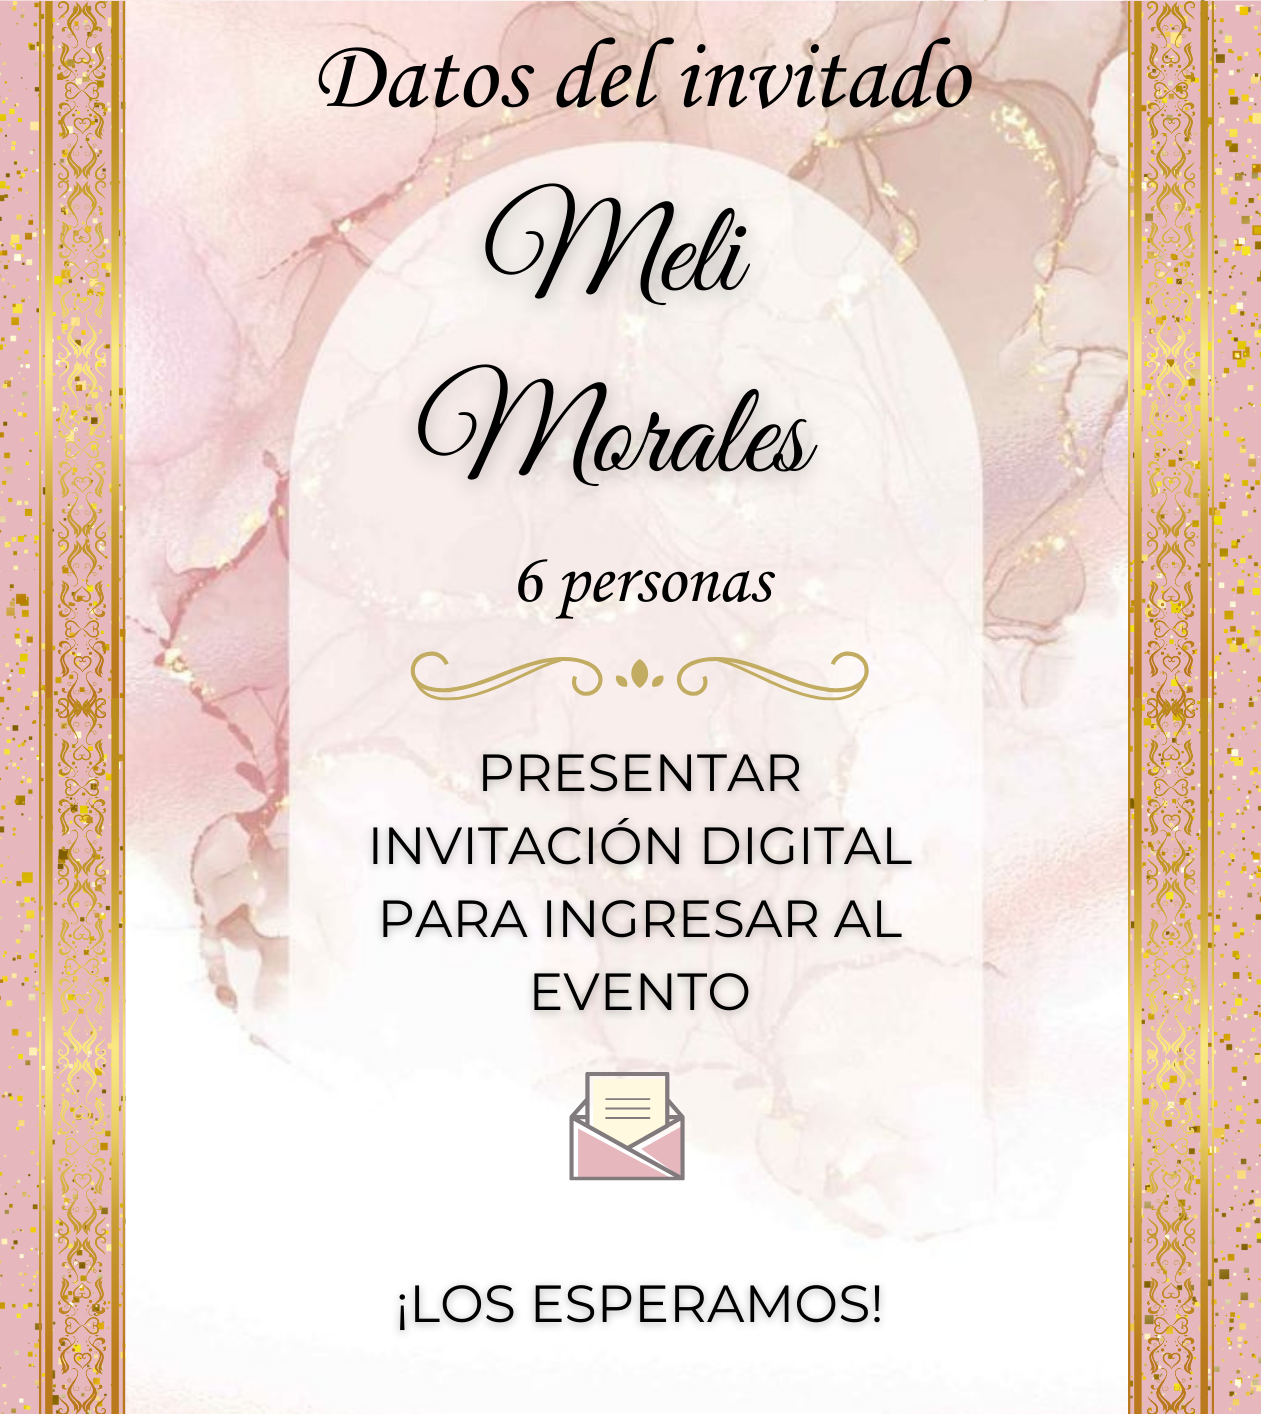 Datos del invitado
Meli
Morales
6 personas
PRESENTAR
INVITACIÓN DIGITAL
PARA INGRESAR AL
EVENTO
¡LOS ESPERAMOS!